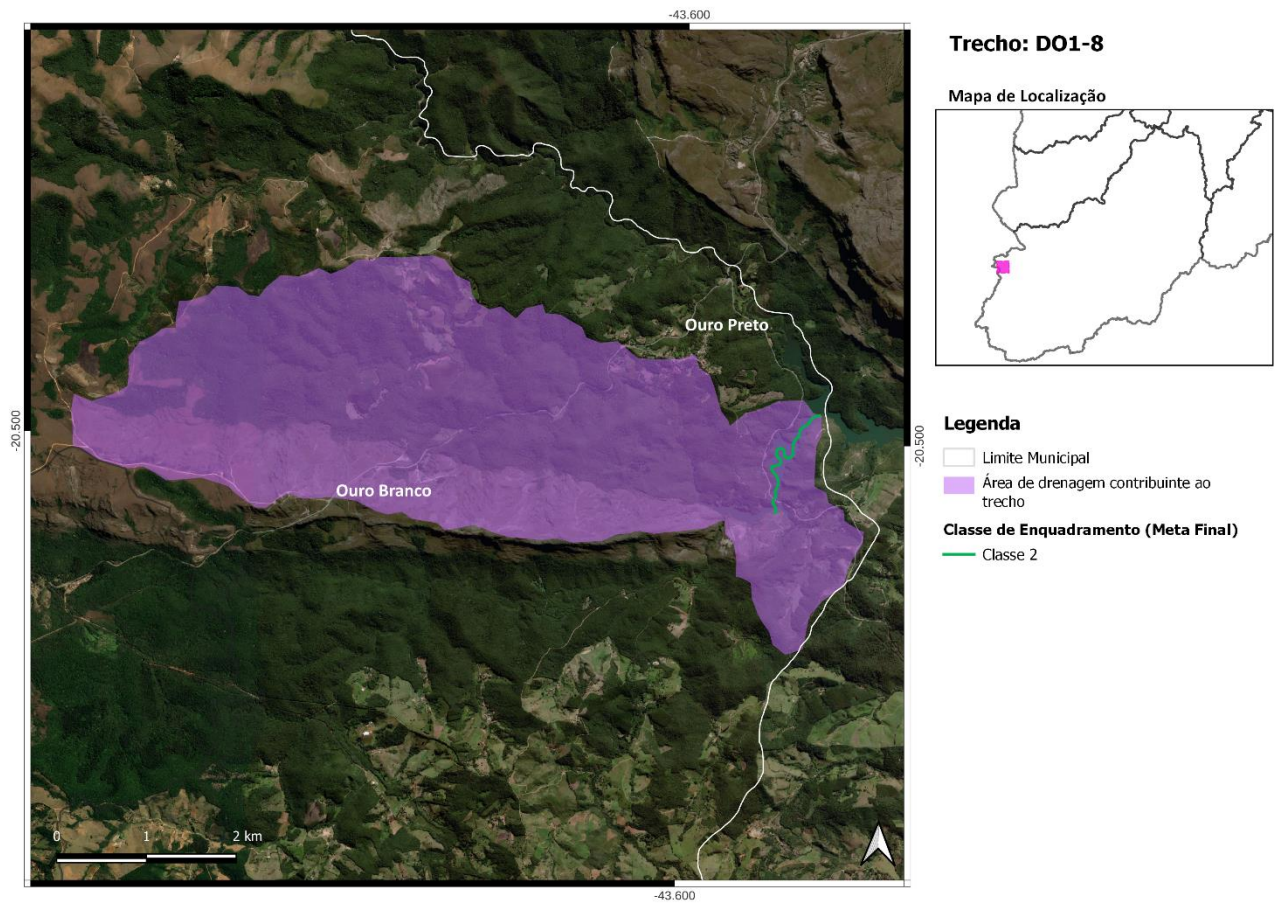 -43.600
Trecho: DO1-8
Mapa de Localização
Ouro Preto
-20.500
-20.500
Legenda
Limite Municipal
Ouro Branco
Área de drenagem contribuinte ao
trecho
Classe de Enquadramento (Meta Final)
Classe 2
0 1 2 km
-43.600